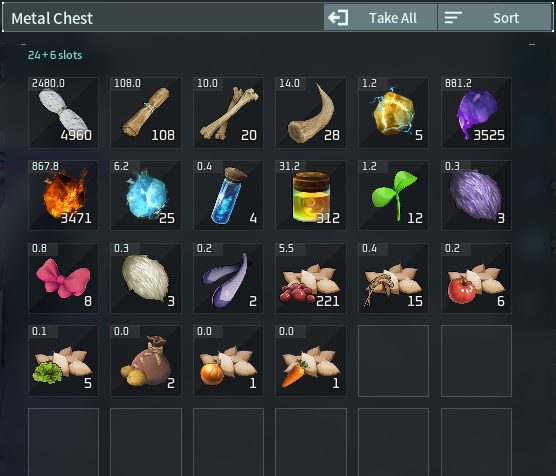 Metal Chest
Take All
Sort
24+6 slots
2480.0 108.0 10.0 14.0 1.2 881.2
4960 108 20 28 5 3525
867.8 6.2 0.4 31.2 1.2 0.3
3471 25 4 312 12 3
0.8 0.3 0.2 5.5 0.4 0.2
8 3 2 221 15 6
0.1 0.0 0.0 0.0
5 2 1 1